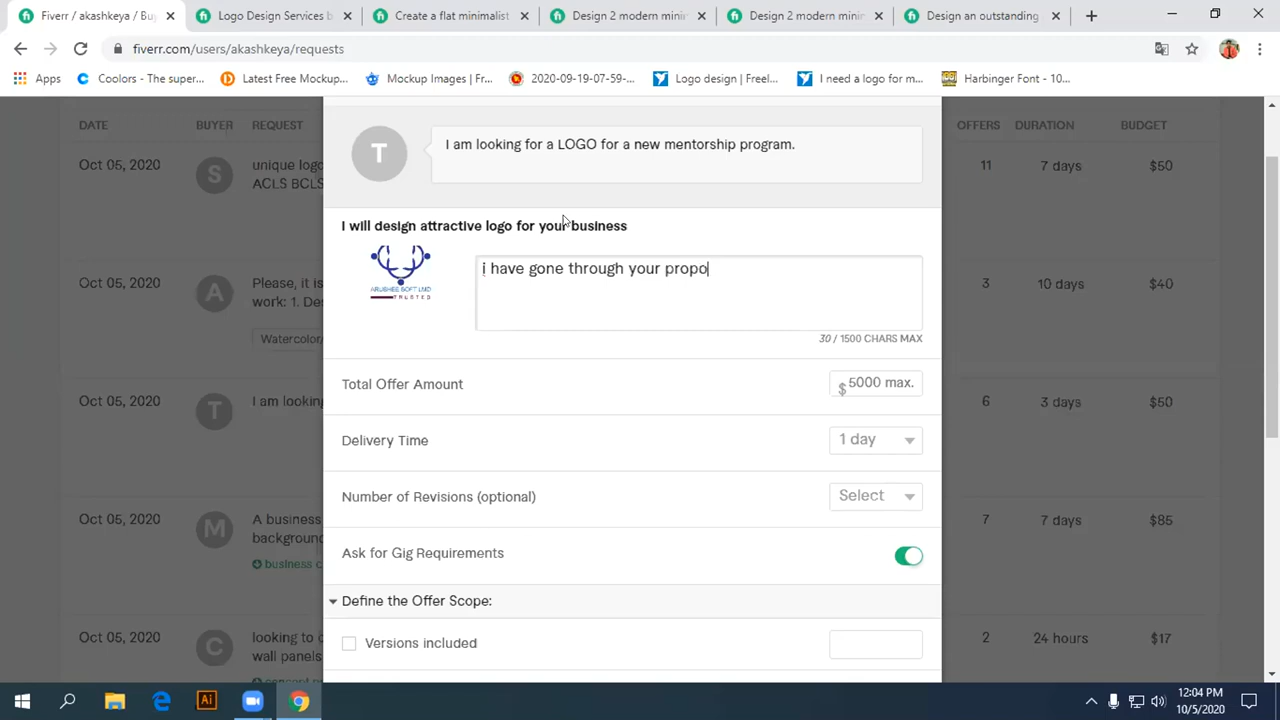 Fiverr / akashkeya / Buy
Logo Design Services b
Create a flat minimalist
Design 2 modern mini
Design 2 modern mini
Design an outstanding
fiverr.com/users/akashkeya/requests
Apps
Coolors - The super...
Latest Free Mockup...
Mockup Images | Fr...
2020-09-19-07-59-...
Logo design | Freel...
I need a logo for m...
Harbinger Font - 10...
DATE BUYER REQUEST OFFERS DURATION BUDGET
T
I am looking for a LOGO for a new mentorship program.
Oct 05, 2020 S unique logo 11 7 days $50
ACLS BCLS
I will design attractive logo for your business
ARUSHEE SOFT LMD
TRUSTED
i have gone through your propo
30 / 1500 CHARS MAX
Oct 05, 2020 A Please, it is 3 10 days $40
work: 1. De
Watercolor/
Total Offer Amount
$ 5000 max.
Oct 05, 2020 T I am looking 6 3 days $50
Delivery Time
1 day
Number of Revisions (optional)
Select
Oct 05, 2020 M A business 7 7 days $85
background
business c
Ask for Gig Requirements
Define the Offer Scope:
Oct 05, 2020 C looking to c 2 24 hours $17
wall panels
Versions included
Ai
12:04 PM
10/5/2020